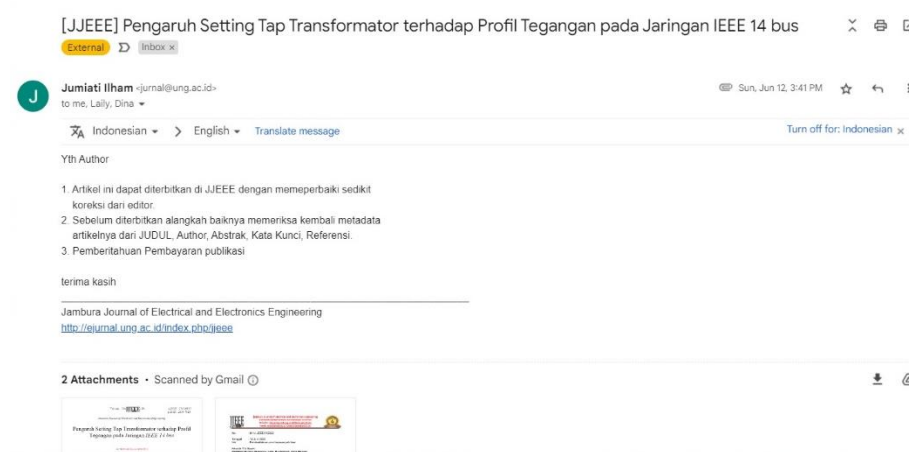 [JJEEE] Pengaruh Setting Tap Transformator terhadap Profil Tegangan pada Jaringan IEEE 14 bus
External Inbox ×
J
Jumiati Ilham <jurnal@ung.ac.id> Sun, Jun 12, 3:41 PM
to me, Laily, Dina
Indonesian > English Translate message Turn off for: Indonesian ×
Yth Author
1. Artikel ini dapat diterbitkan di JJEEE dengan memeperbaiki sedikit
koreksi dari editor.
2. Sebelum diterbitkan alangkah baiknya memeriksa kembali metadata
artikelnya dari JUDUL, Author, Abstrak, Kata Kunci, Referensi.
3. Pemberitahuan Pembayaran publikasi
terima kasih
Jambura Journal of Electrical and Electronics Engineering
http://ejurnal.ung.ac.id/index.php/jjeee
2 Attachments • Scanned by Gmail
Pengaruh Setting Tap Transformator terhadap Profil
Tegangan pada Jaringan IEEE 14 bus